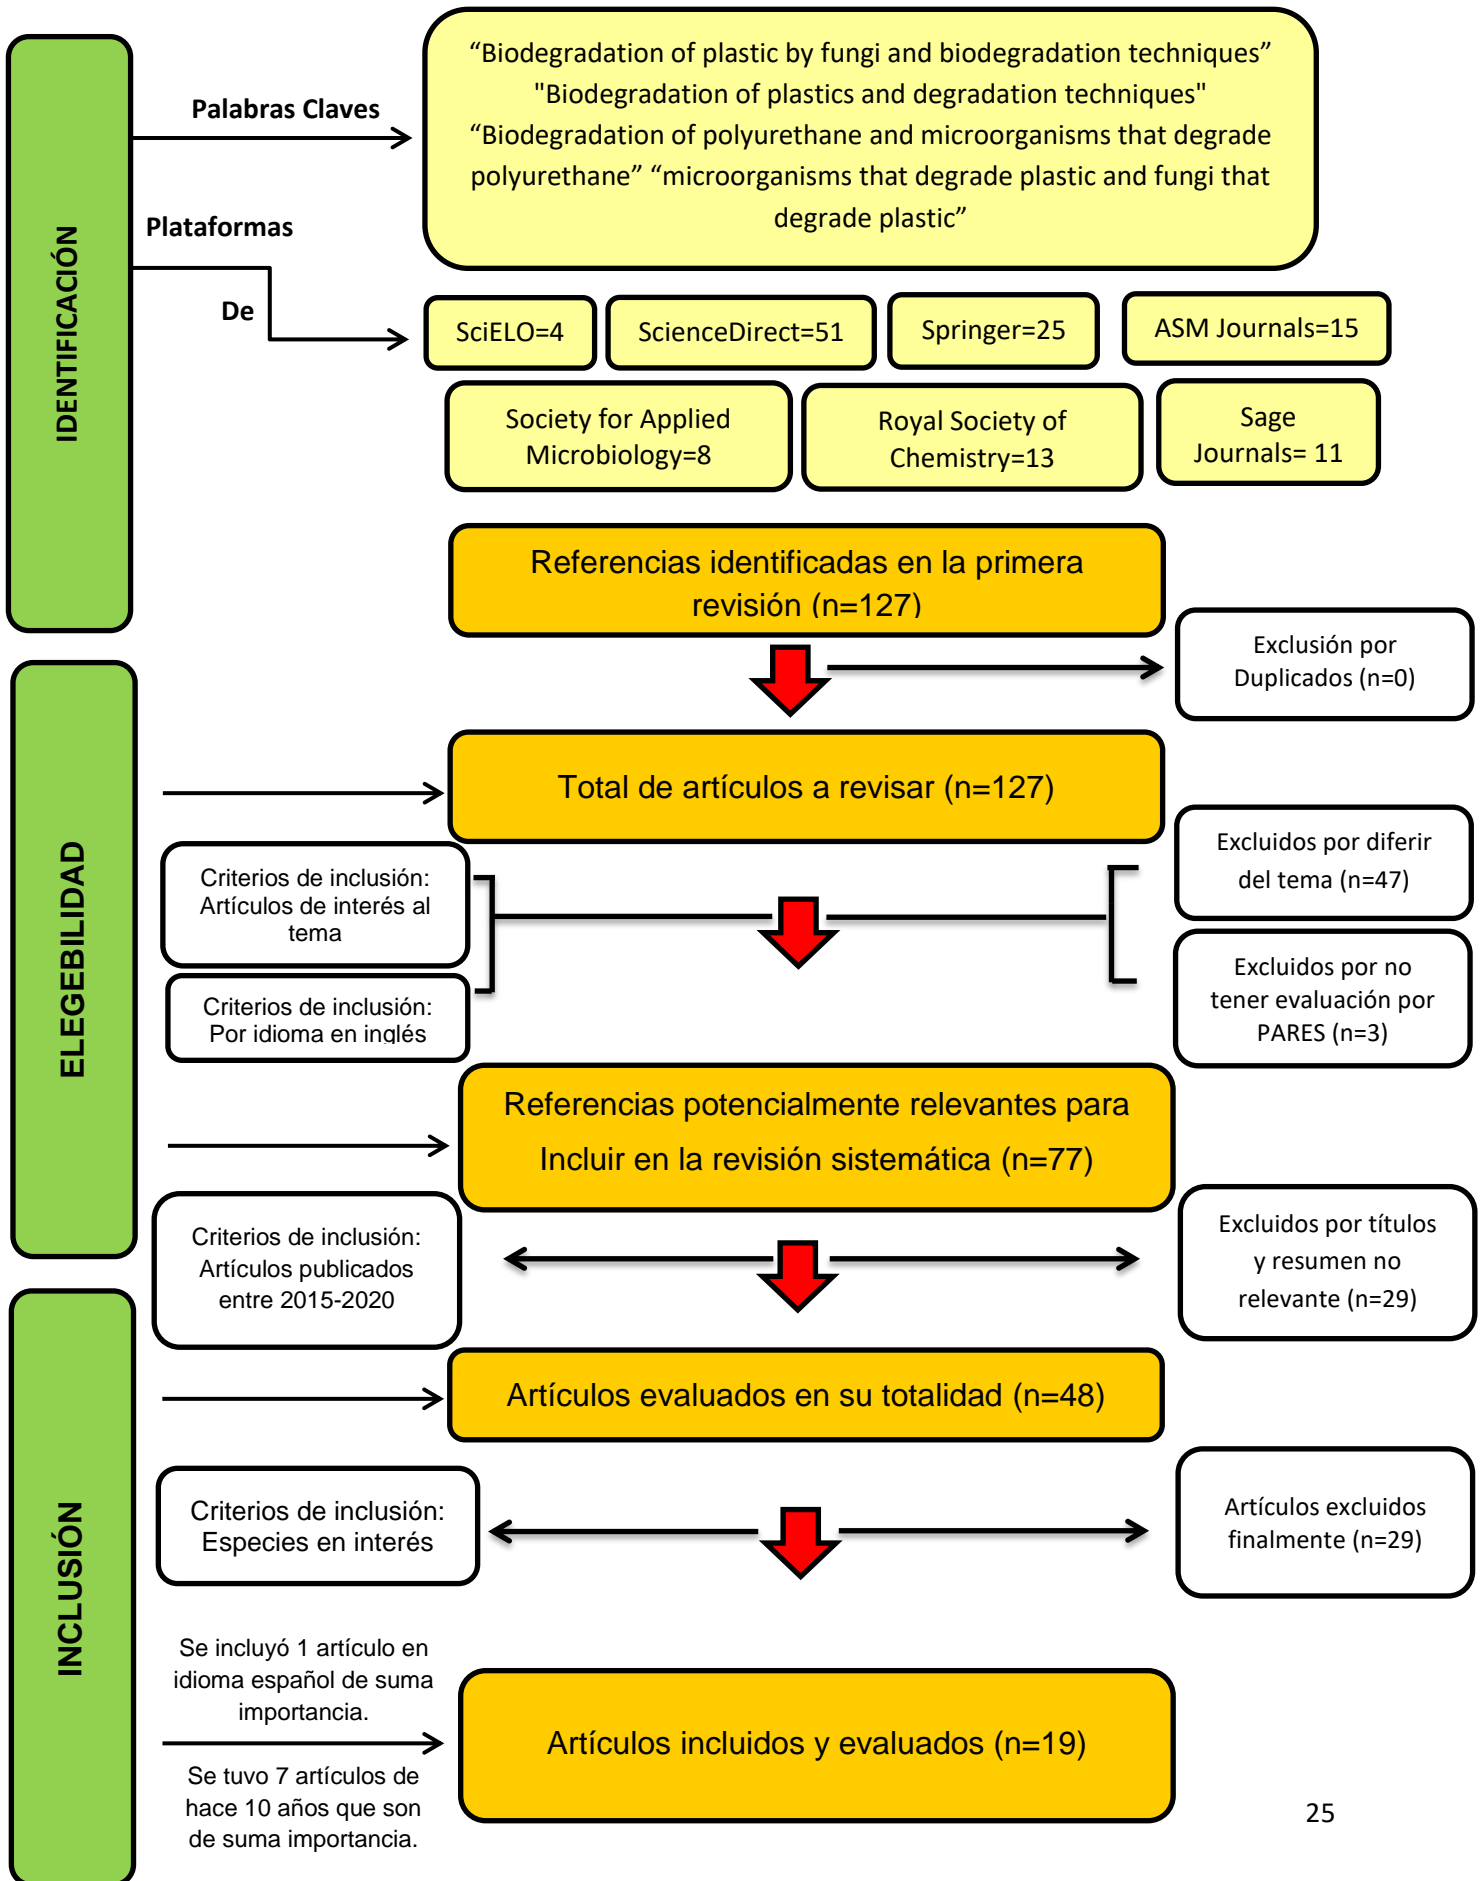 “Biodegradation of plastic by fungi and biodegradation techniques”
"Biodegradation of plastics and degradation techniques"
“Biodegradation of polyurethane and microorganisms that degrade
polyurethane” “microorganisms that degrade plastic and fungi that
degrade plastic”
Palabras Claves
IDENTIFICACIÓN
Plataformas
De
SciELO=4
ScienceDirect=51
Springer=25
ASM Journals=15
Society for Applied
Microbiology=8
Royal Society of
Chemistry=13
Sage
Journals= 11
Referencias identificadas en la primera
revisión (n=127)
Exclusión por
Duplicados (n=0)
ELEGEBILIDAD
Total de artículos a revisar (n=127)
Criterios de inclusión:
Artículos de interés al
tema
Criterios de inclusión:
Por idioma en inglés
Excluidos por diferir
del tema (n=47)
Excluidos por no
tener evaluación por
PARES (n=3)
Referencias potencialmente relevantes para
Incluir en la revisión sistemática (n=77)
Criterios de inclusión:
Artículos publicados
entre 2015-2020
Excluidos por títulos
y resumen no
relevante (n=29)
INCLUSIÓN
Artículos evaluados en su totalidad (n=48)
Criterios de inclusión:
Especies en interés
Artículos excluidos
finalmente (n=29)
Se incluyó 1 artículo en
idioma español de suma
importancia.
Artículos incluidos y evaluados (n=19)
Se tuvo 7 artículos de
hace 10 años que son
de suma importancia.
25